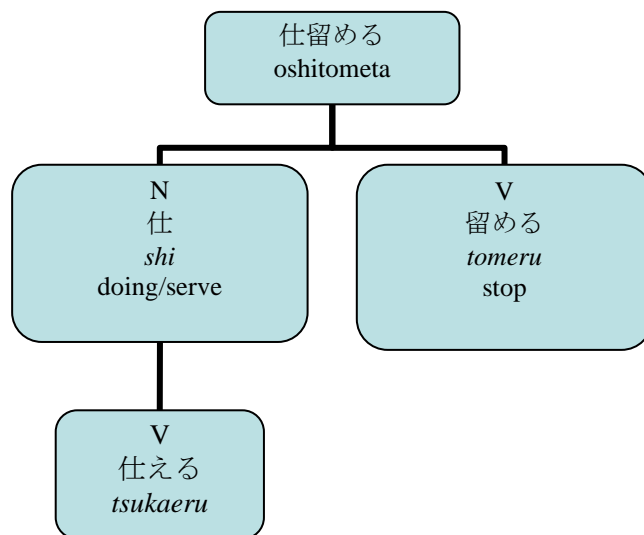 仕留める
oshitometa
N
仕
shi
doing/serve
V
留める
tomeru
stop
V
仕える
tsukaeru